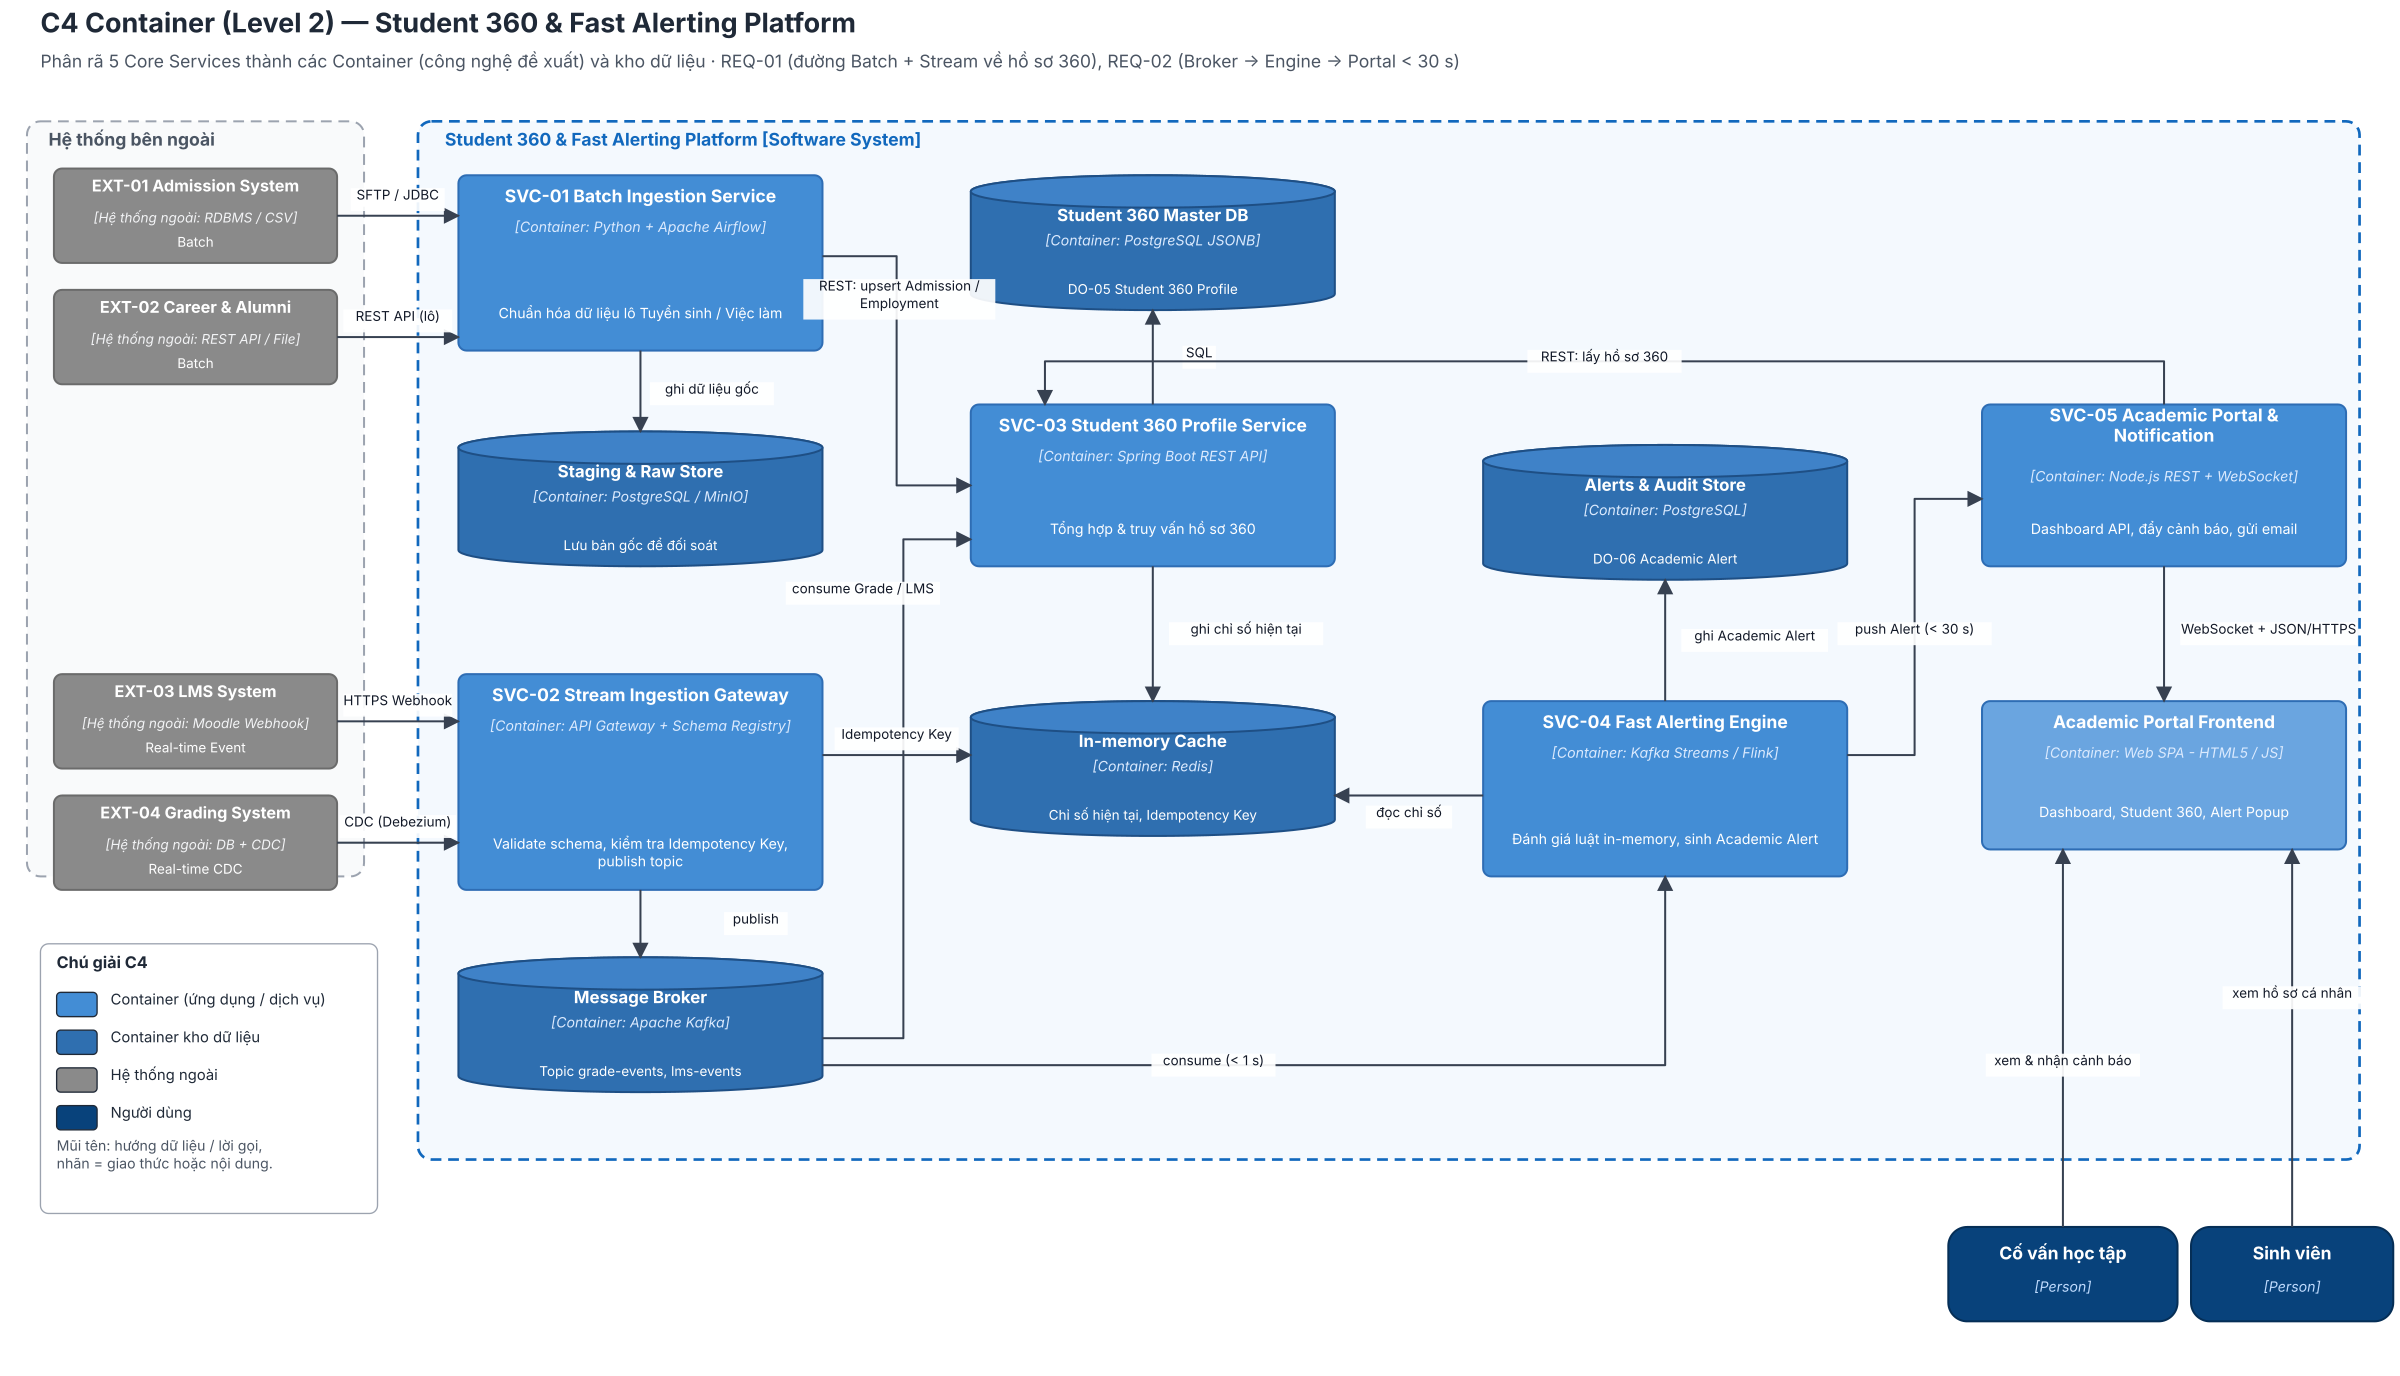 C4 Container (Level 2) — Student 360 & Fast Alerting Platform
Phân rã 5 Core Services thành các Container (công nghệ đề xuất) và kho dữ liệu · REQ-01 (đường Batch + Stream về hồ sơ 360), REQ-02 (Broker → Engine → Portal < 30 s)
Hệ thống bên ngoài
EXT-01 Admission System
[Hệ thống ngoài: RDBMS / CSV]
Batch
EXT-02 Career & Alumni
[Hệ thống ngoài: REST API / File]
Batch
EXT-03 LMS System
[Hệ thống ngoài: Moodle Webhook]
Real-time Event
EXT-04 Grading System
[Hệ thống ngoài: DB + CDC]
Real-time CDC
SFTP / JDBC
REST API (lô)
HTTPS Webhook
CDC (Debezium)
Student 360 & Fast Alerting Platform [Software System]
SVC-01 Batch Ingestion Service
[Container: Python + Apache Airflow]
Chuẩn hóa dữ liệu lô Tuyển sinh / Việc làm
ghi dữ liệu gốc
Staging & Raw Store
[Container: PostgreSQL / MinIO]
Lưu bản gốc để đối soát
SVC-02 Stream Ingestion Gateway
[Container: API Gateway + Schema Registry]
Validate schema, kiểm tra Idempotency Key,
publish topic
publish
Message Broker
[Container: Apache Kafka]
Topic grade-events, lms-events
REST: upsert Admission /
Employment
consume Grade / LMS
Idempotency Key
consume (< 1 s)
Student 360 Master DB
[Container: PostgreSQL JSONB]
DO-05 Student 360 Profile
SQL
REST: lấy hồ sơ 360
SVC-03 Student 360 Profile Service
[Container: Spring Boot REST API]
Tổng hợp & truy vấn hồ sơ 360
ghi chỉ số hiện tại
In-memory Cache
[Container: Redis]
Chỉ số hiện tại, Idempotency Key
đọc chỉ số
Alerts & Audit Store
[Container: PostgreSQL]
DO-06 Academic Alert
ghi Academic Alert
push Alert (< 30 s)
SVC-04 Fast Alerting Engine
[Container: Kafka Streams / Flink]
Đánh giá luật in-memory, sinh Academic Alert
SVC-05 Academic Portal &
Notification
[Container: Node.js REST + WebSocket]
Dashboard API, đẩy cảnh báo, gửi email
WebSocket + JSON/HTTPS
Academic Portal Frontend
[Container: Web SPA - HTML5 / JS]
Dashboard, Student 360, Alert Popup
xem hồ sơ cá nhân
xem & nhận cảnh báo
Cố vấn học tập
[Person]
Sinh viên
[Person]
Chú giải C4
Container (ứng dụng / dịch vụ)
Container kho dữ liệu
Hệ thống ngoài
Người dùng
Mũi tên: hướng dữ liệu / lời gọi,
nhãn = giao thức hoặc nội dung.